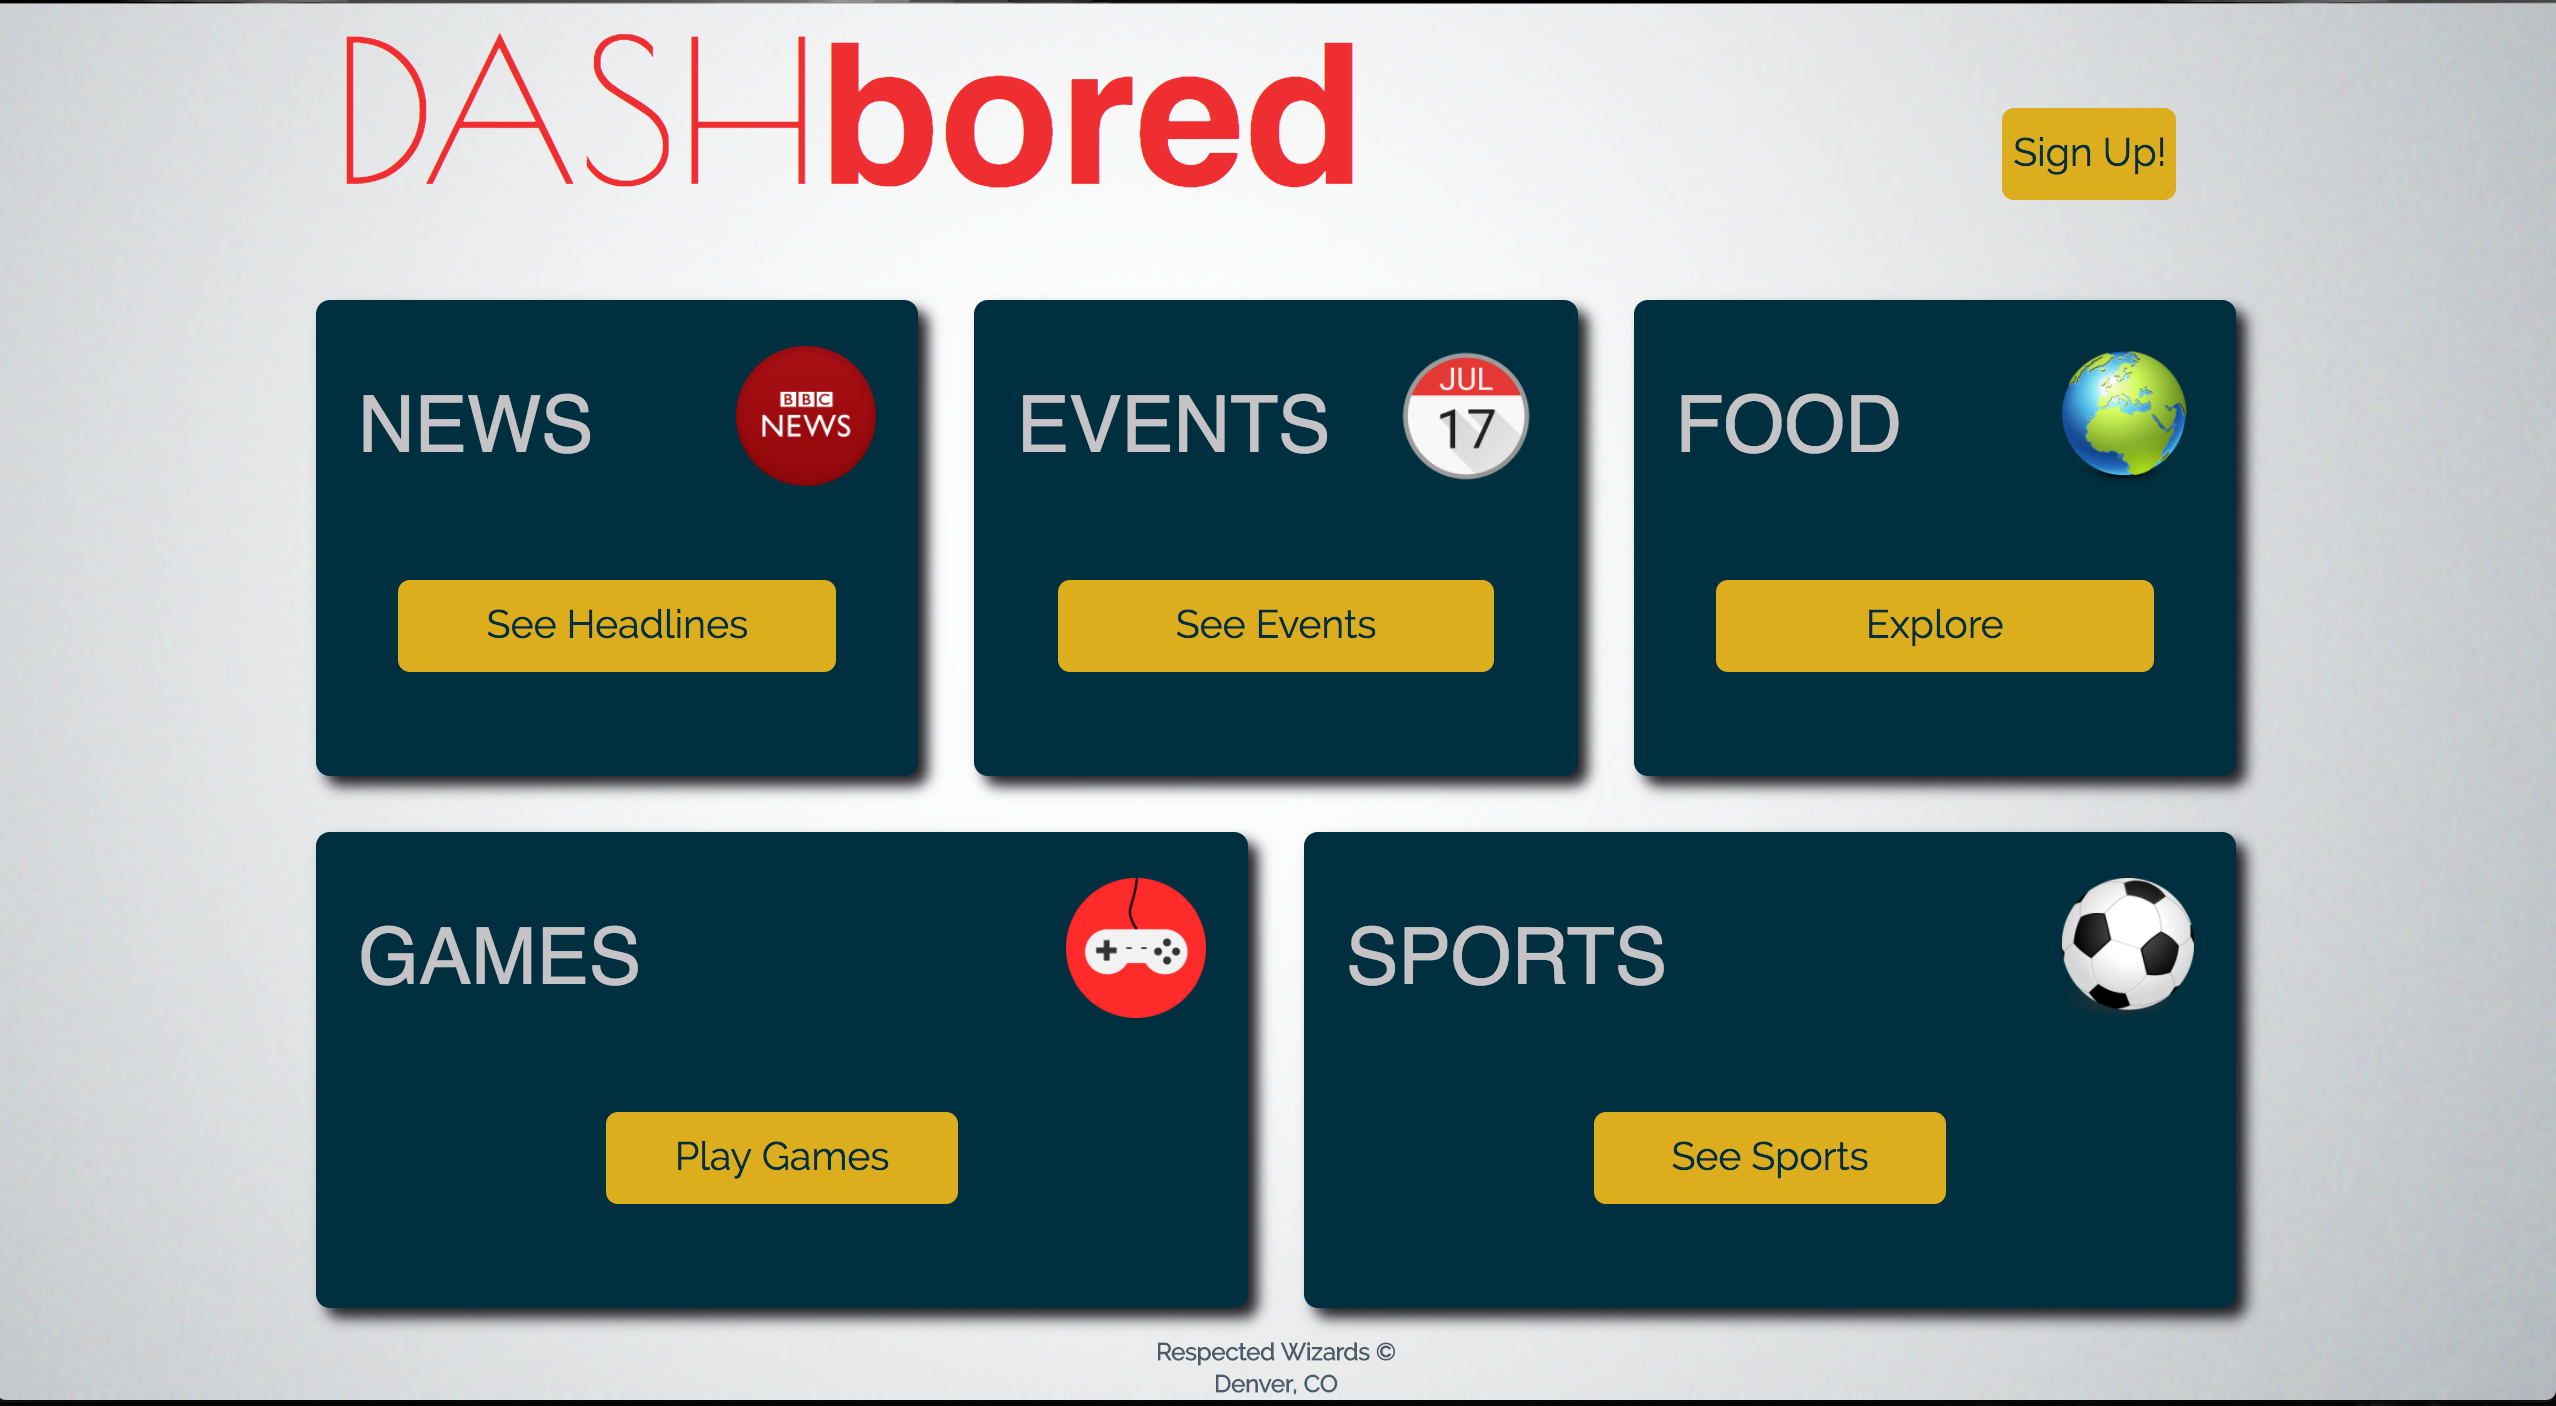 DASHbored
Sign Up!
NEWS
BBC
NEWS
See Headlines
EVENTS
JUL
17
See Events
FOOD
Explore
GAMES
Play Games
SPORTS
See Sports
Respected Wizards ©
Denver, CO